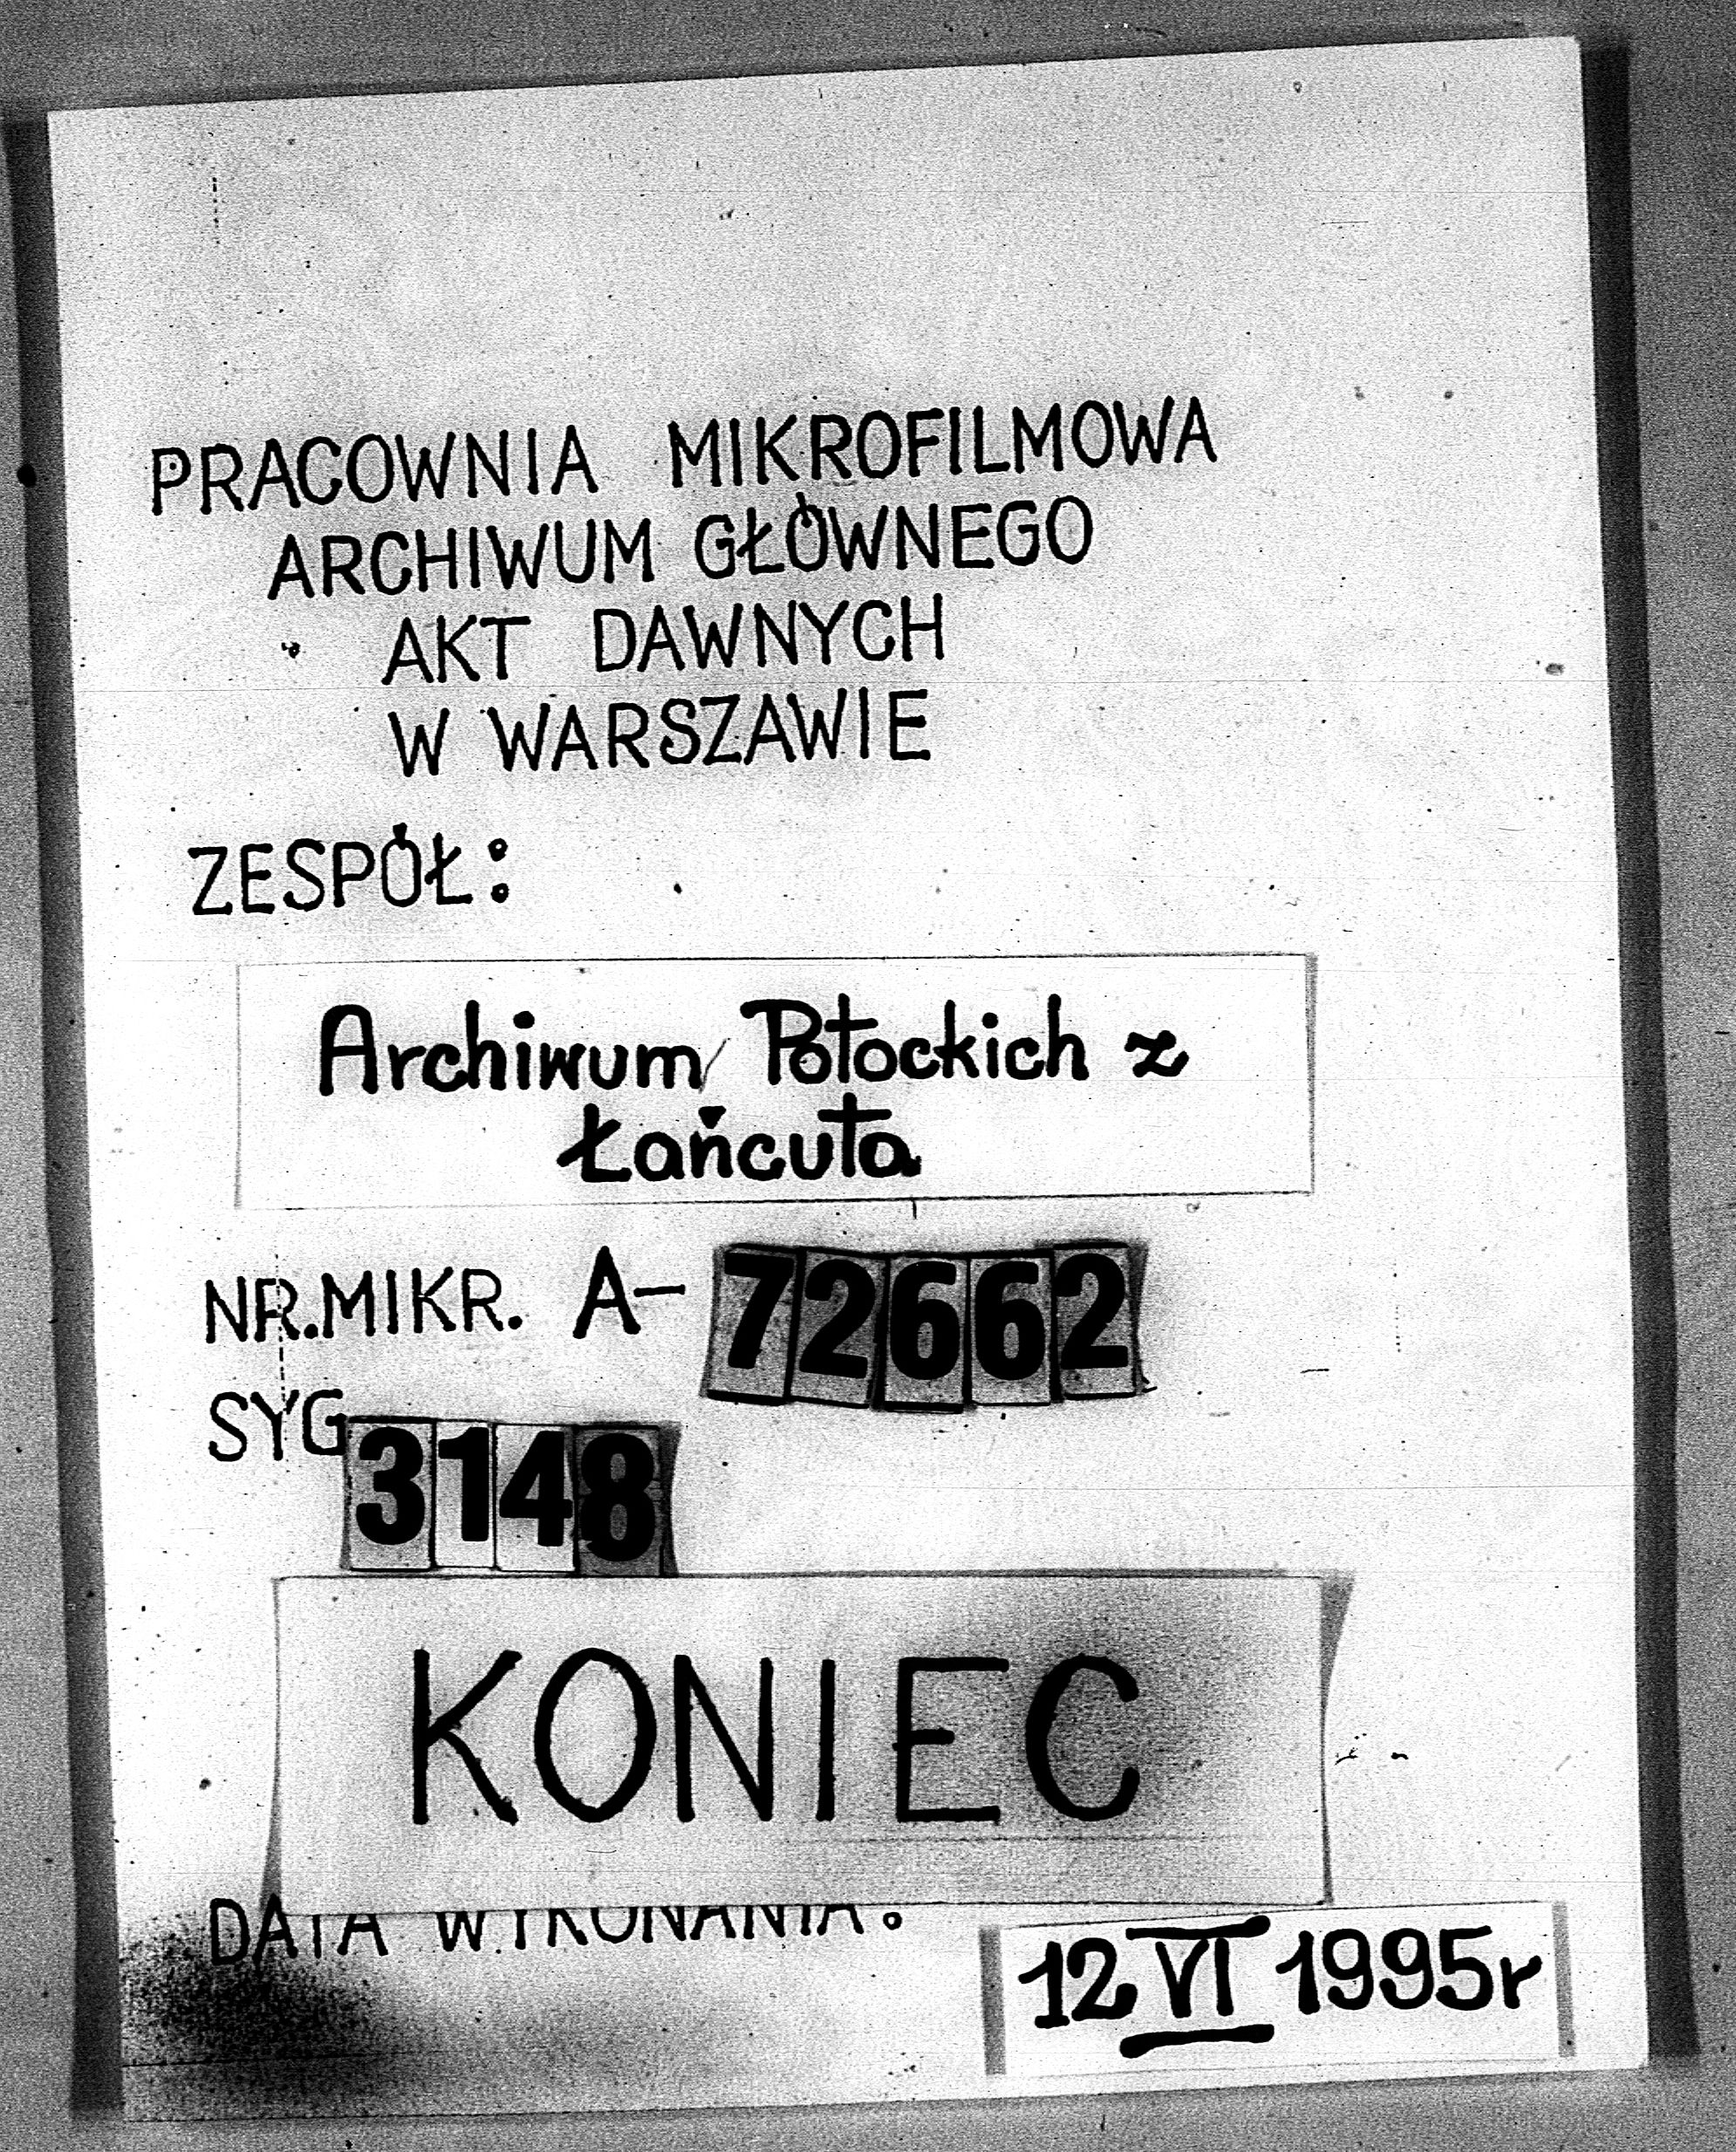 PRACOWNIA MIKROFILMOWA
ARCHIWUM GŁÓWNEGO
AKT DAWNYCH
W WARSZAWIE
ZESPÓŁ:
Archiwum Potockich z
Łańcuta
NR.MIKR. A- 72662
SYG 3148
KONIEC
DATA WYKONANIA:
12 VI 1995r